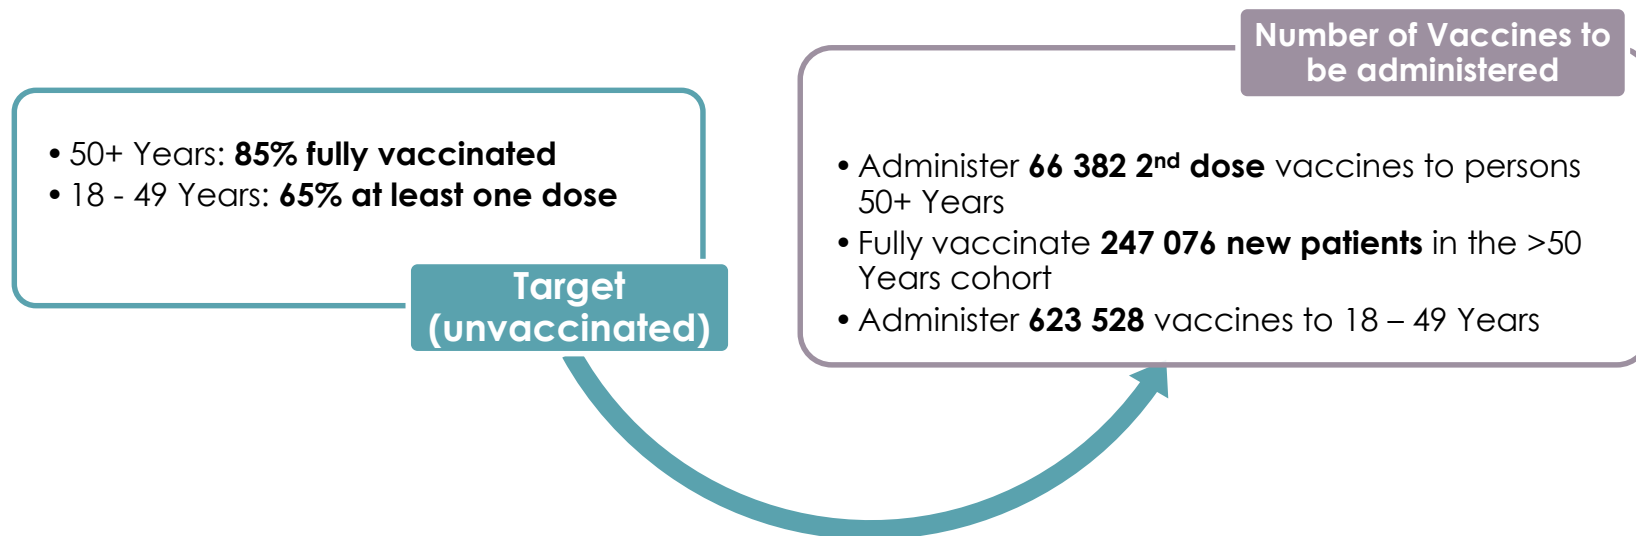 • 50+ Years: 85% fully vaccinated
• 18 - 49 Years: 65% at least one dose
Target
(unvaccinated)
Number of Vaccines to
be administered
• Administer 66 382 2nd dose vaccines to persons
50+ Years
• Fully vaccinate 247 076 new patients in the >50
Years cohort
• Administer 623 528 vaccines to 18 – 49 Years